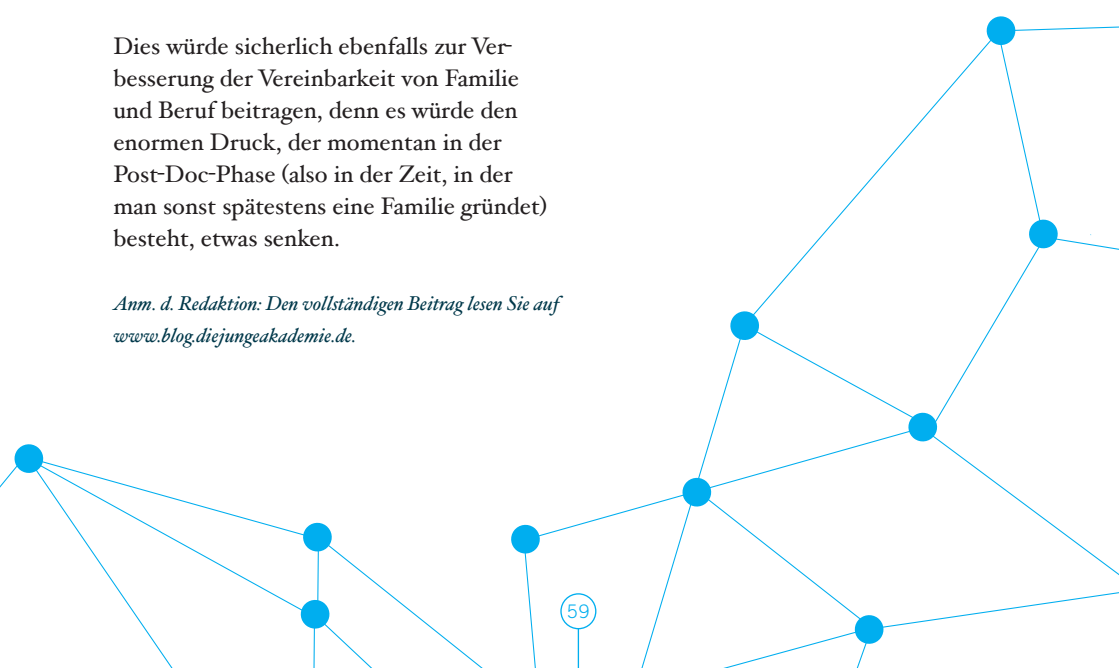 Dies würde sicherlich ebenfalls zur Ver-
besserung der Vereinbarkeit von Familie
und Beruf beitragen, denn es würde den
enormen Druck, der momentan in der
Post-Doc-Phase (also in der Zeit, in der
man sonst spätestens eine Familie gründet)
besteht, etwas senken.
Anm. d. Redaktion: Den vollständigen Beitrag lesen Sie auf
www.blog.diejungeakademie.de.
59